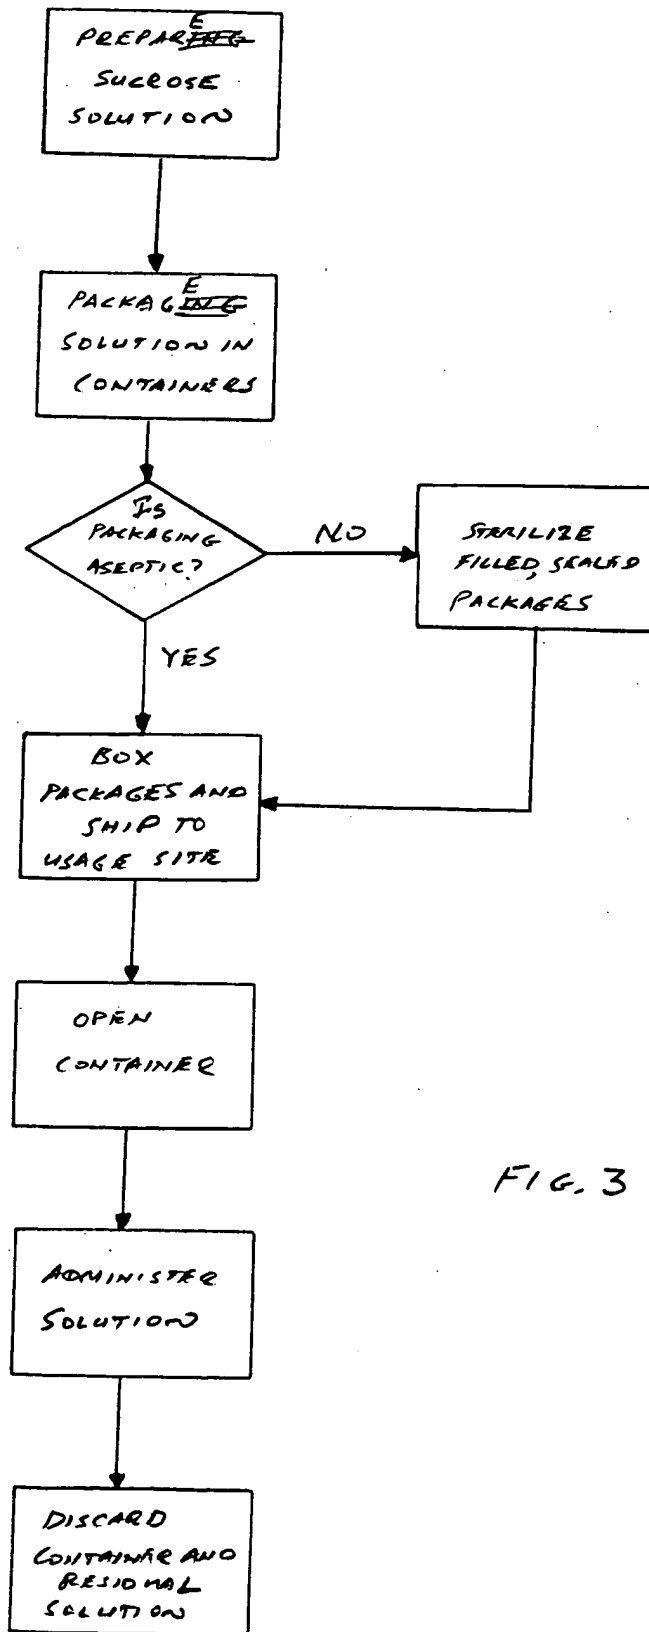 PREPARE
SUCROSE
SOLUTION
PACKAGE
SOLUTION IN
CONTAINERS
Is
PACKAGING
ASEPTIC?
NO
STERILIZE
FILLED, SEALED
PACKAGES
YES
BOX
PACKAGES AND
SHIP TO
USAGE SITE
OPEN
CONTAINER
FIG. 3
ADMINISTER
SOLUTION
DISCARD
CONTAINER AND
RESIDUAL
SOLUTION